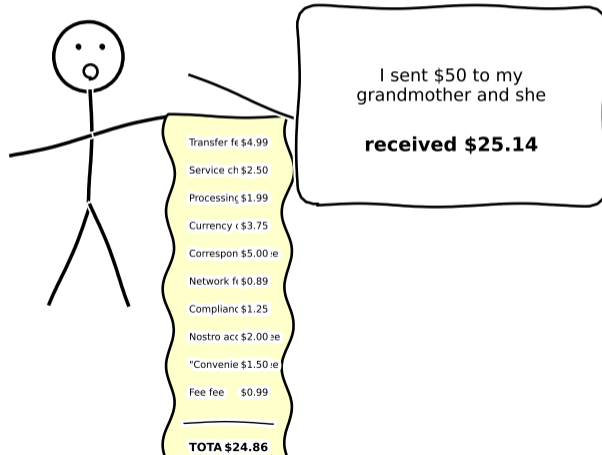 I sent $50 to my
grandmother and she
received $25.14
Transfer fe $4.99
Service ch $2.50
Processing $1.99
Currency $3.75
Correspon $5.00
Network fe $0.89
Complianc $1.25
Nostro acc $2.00
"Convenie $1.50
Fee fee $0.99
TOTA $24.86